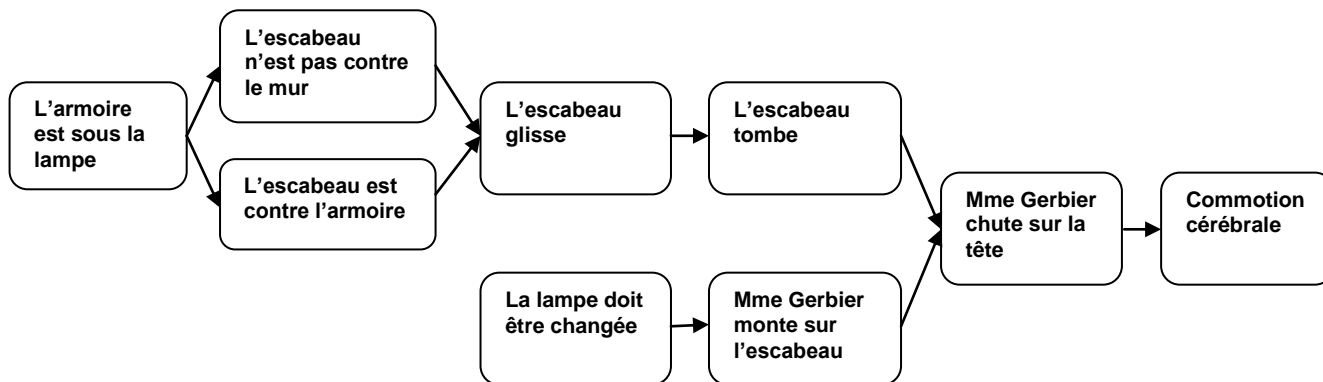 L'armoire
est sous la
lampe
L'escabeau
n'est pas contre
le mur
L'escabeau est
contre l'armoire
L'escabeau
glisse
L'escabeau
tombe
La lampe doit
être changée
Mme Gerbier
monte sur
l'escabeau
Mme Gerbier
chute sur la
tête
Commotion
cérébrale